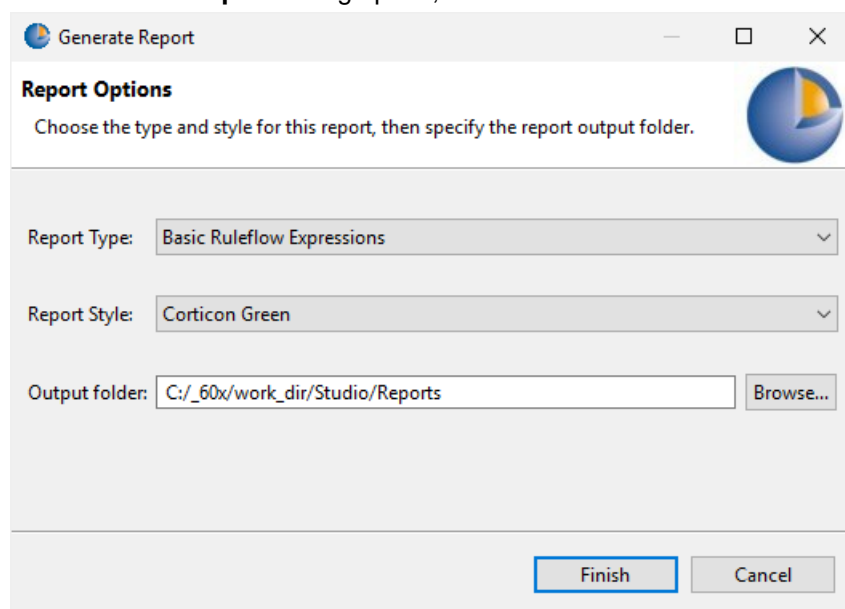 Generate Report
Report Options
Choose the type and style for this report, then specify the report output folder.
Report Type: Basic Ruleflow Expressions
Report Style: Corticon Green
Output folder: C:/_60x/work_dir/Studio/Reports Browse...
Finish Cancel